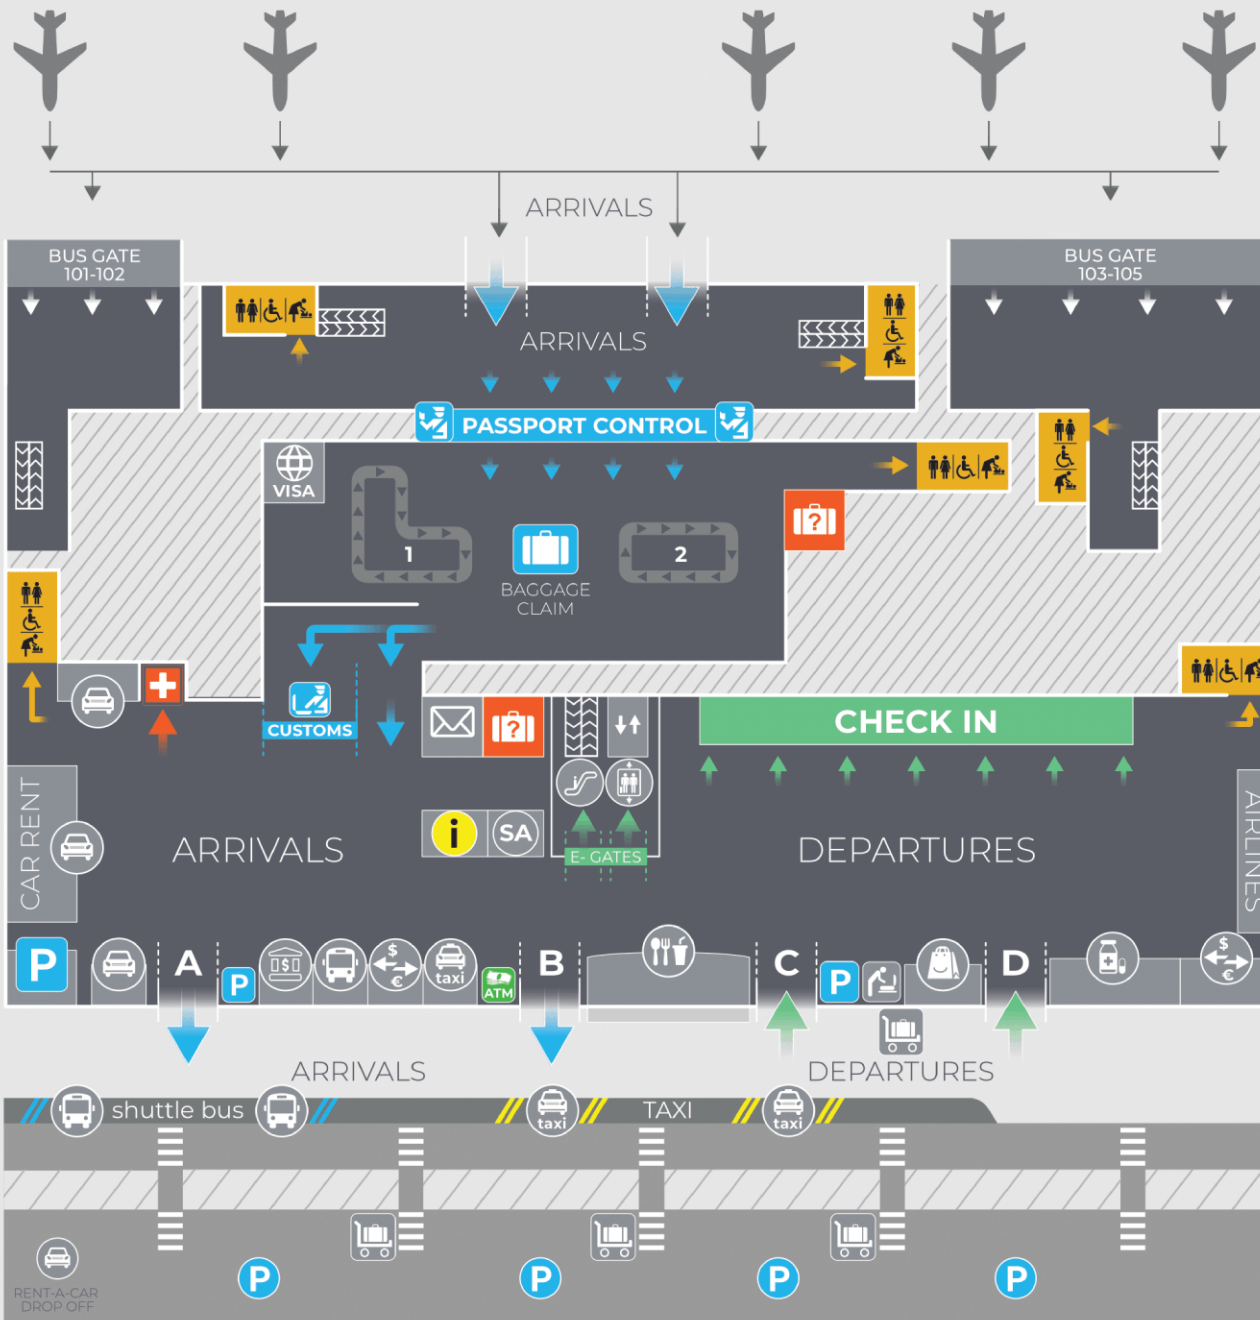 ARRIVALS
BUS GATE
101-102
BUS GATE
103-105
ARRIVALS
PASSPORT CONTROL
VISA
?
1
2
BAGGAGE
CLAIM
CUSTOMS
?
CHECK IN
CAR RENT
i
SA
E- GATES
ARRIVALS
DEPARTURES
AIRLINES
P
A
P
$
$
€
taxi
ATM
B
C
P
D
$
€
ARRIVALS
DEPARTURES
shuttle bus
taxi
TAXI
taxi
RENT-A-CAR
DROP OFF
P
P
P
P